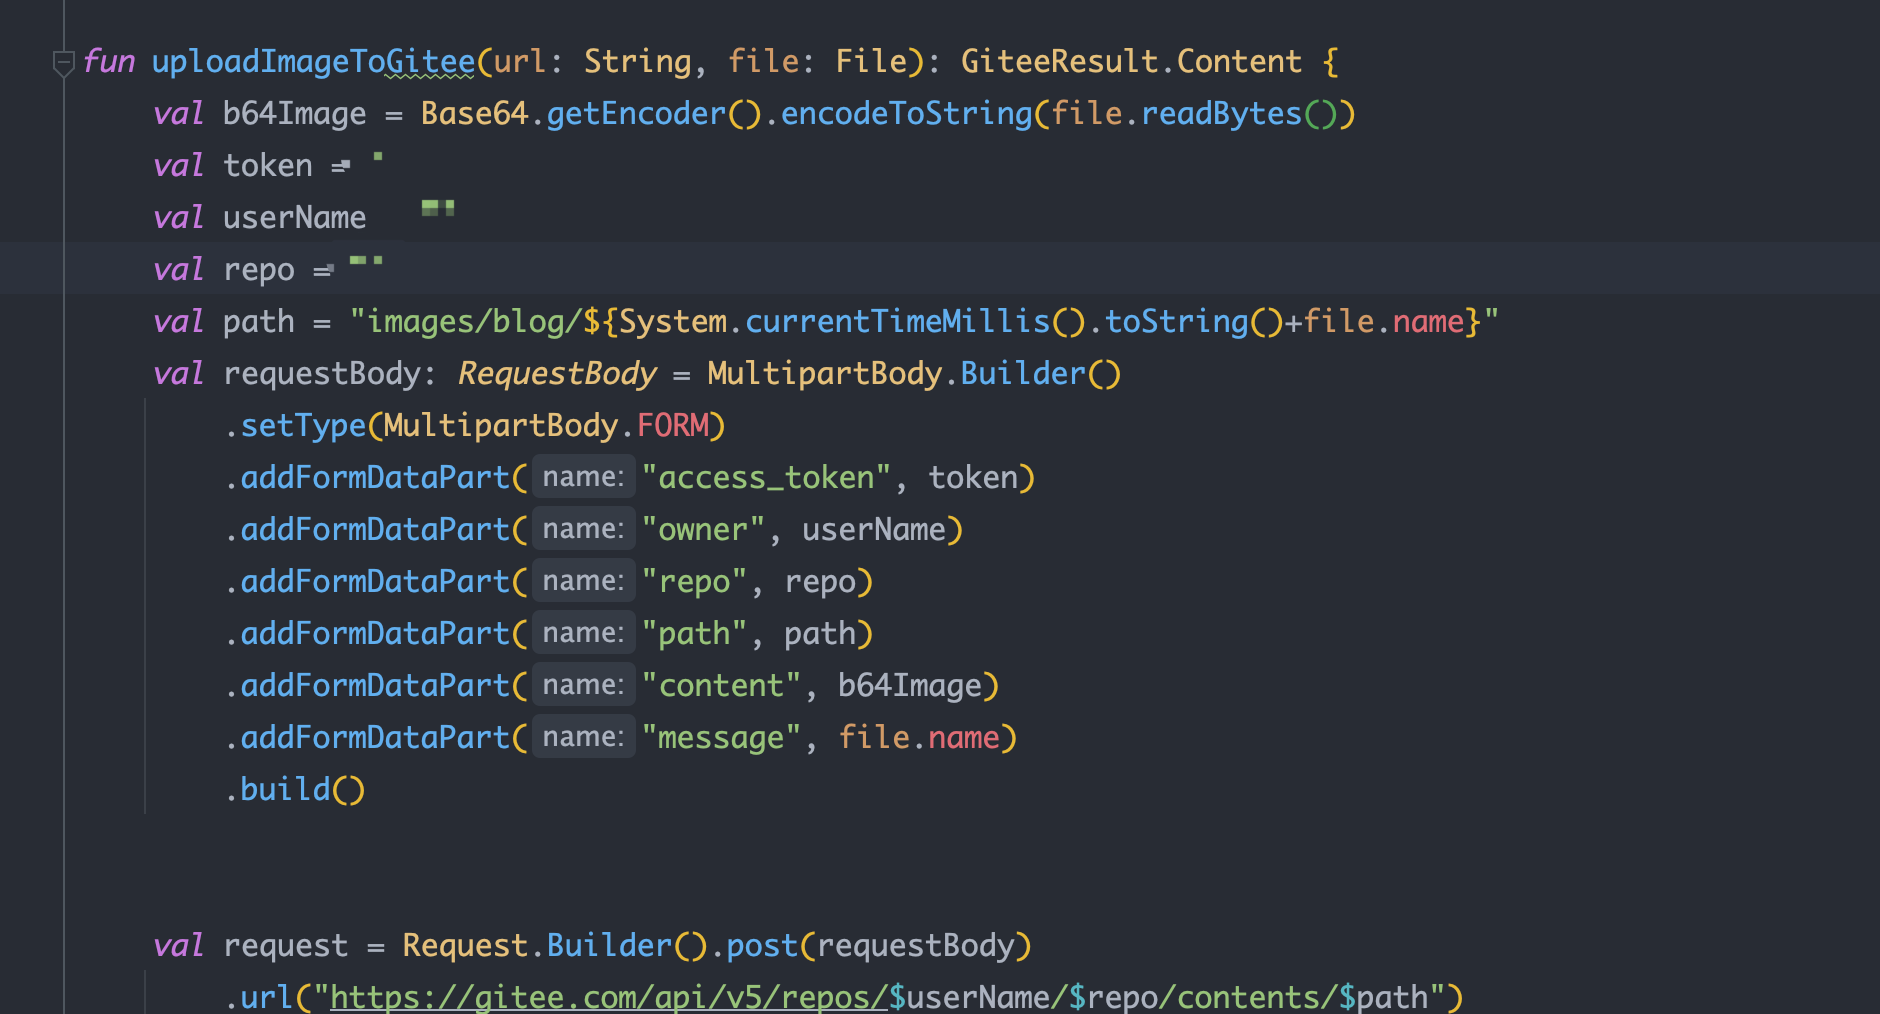 fun uploadImageToGitee(url: String, file: File): GiteeResult.Content {
val b64Image = Base64.getEncoder().encodeToString(file.readBytes())
val token =
val userName
val repo =
val path = "images/blog/${System.currentTimeMillis().toString()+file.name}"
val requestBody: RequestBody = MultipartBody.Builder()
.setType(MultipartBody.FORM)
.addFormDataPart( name: "access_token", token)
.addFormDataPart( name: "owner", userName)
.addFormDataPart( name: "repo", repo)
.addFormDataPart( name: "path", path)
.addFormDataPart( name: "content", b64Image)
.addFormDataPart( name: "message", file.name)
.build()
val request = Request.Builder().post(requestBody)
.url("https://gitee.com/api/v5/repos/$userName/$repo/contents/$path")